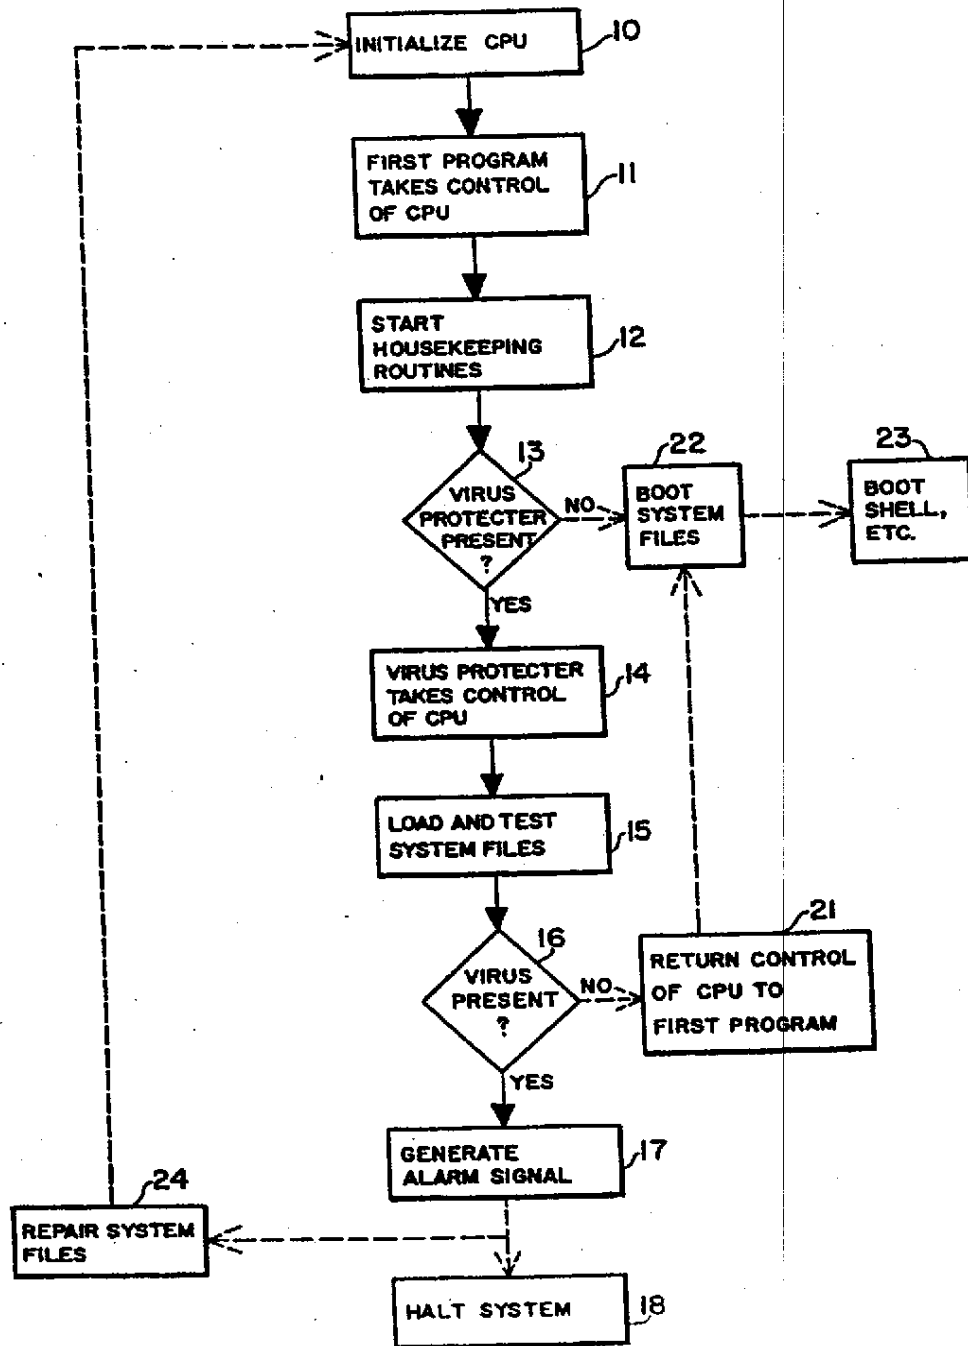 INITIALIZE CPU
10
FIRST PROGRAM
TAKES CONTROL
OF CPU
11
START
HOUSEKEEPING
ROUTINES
12
13
VIRUS
PROTECTER
PRESENT
?
NO
YES
22
BOOT
SYSTEM
FILES
23
BOOT
SHELL,
ETC.
VIRUS PROTECTER
TAKES CONTROL
OF CPU
14
LOAD AND TEST
SYSTEM FILES
15
16
VIRUS
PRESENT
?
NO
YES
21
RETURN CONTROL
OF CPU TO
FIRST PROGRAM
GENERATE
ALARM SIGNAL
17
24
REPAIR SYSTEM
FILES
HALT SYSTEM
18